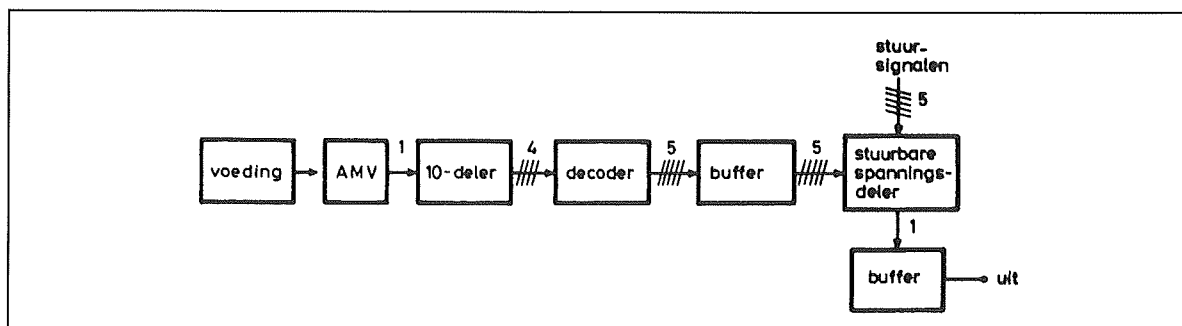 stuur-
signalen
5
voeding
AMV
1
10-deler
4
decoder
5
buffer
5
stuurbare
spannings-
deler
1
buffer
uit